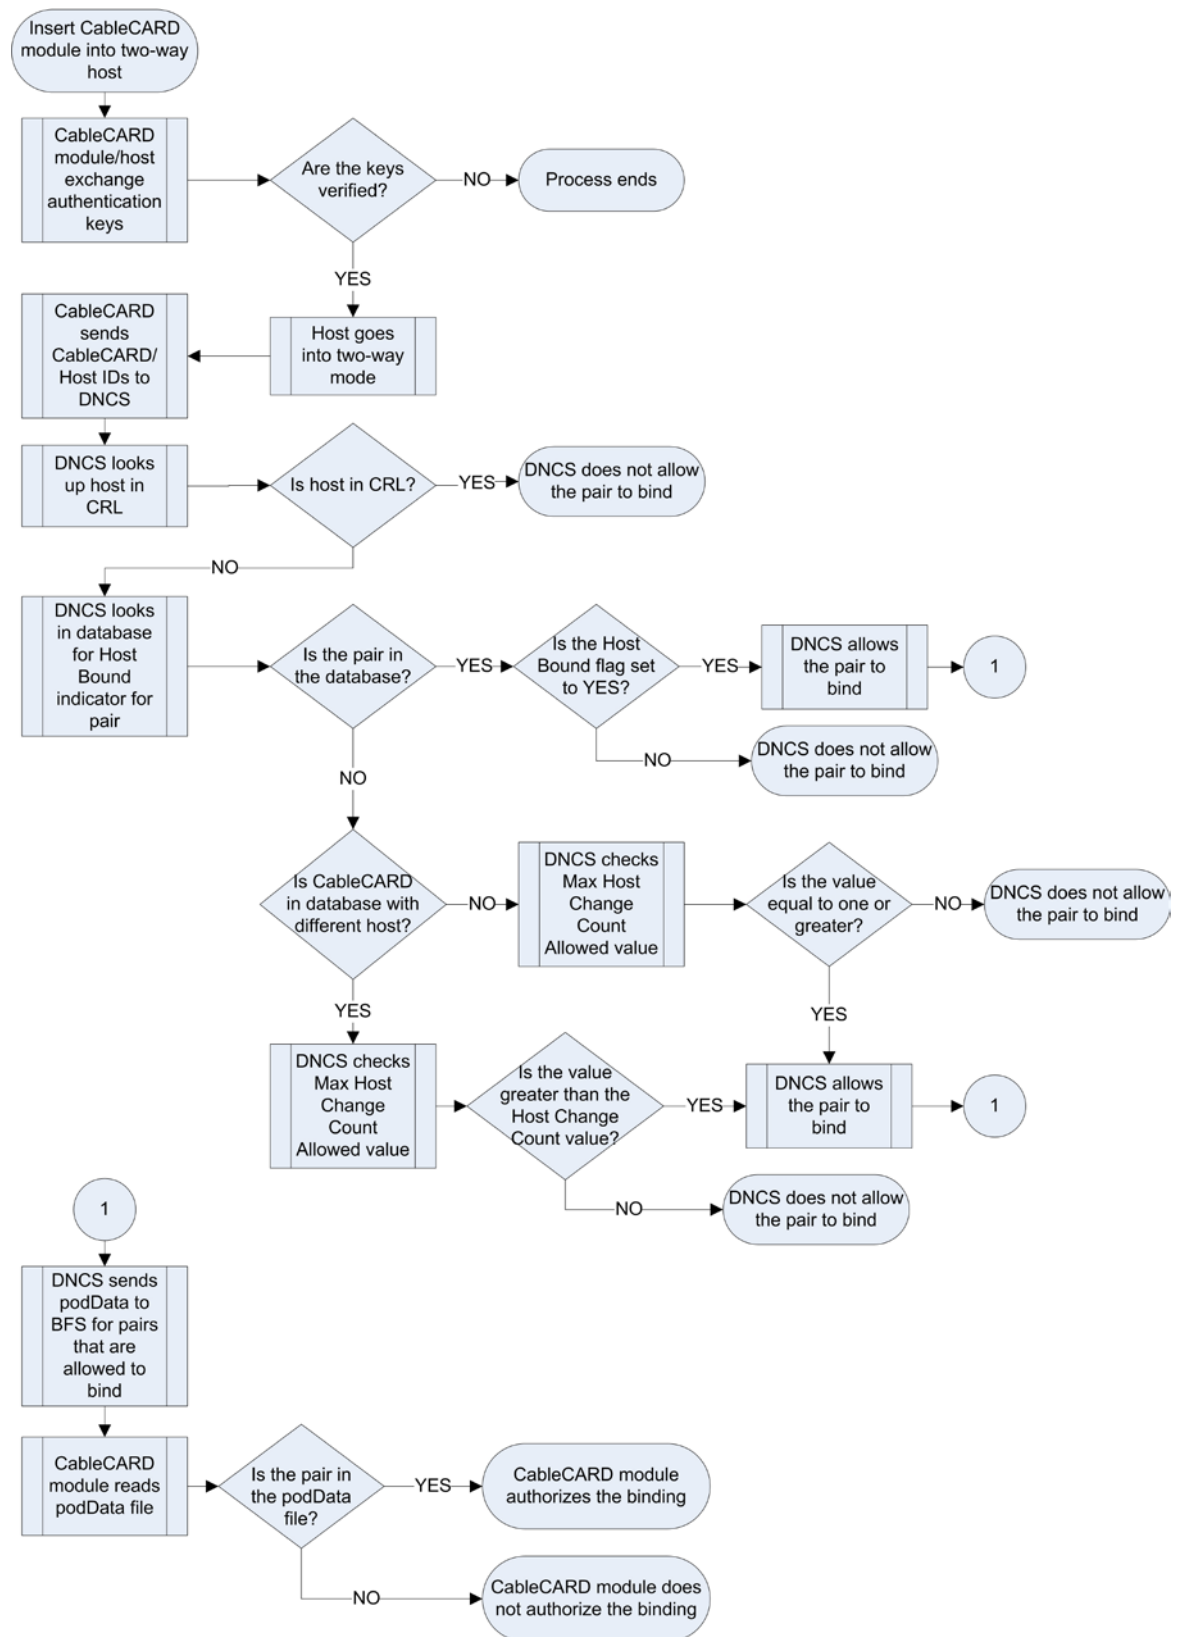 Insert CableCARD
module into two-way
host
CableCARD
module/host
exchange
authentication
keys
Are the keys
verified?
NO
Process ends
YES
CableCARD
sends
CableCARD/
Host IDs to
DNCS
Host goes
into two-way
mode
DNCS looks
up host in
CRL
Is host in CRL?
YES
DNCS does not allow
the pair to bind
NO
DNCS looks
in database
for Host
Bound
indicator for
pair
Is the pair in
the database?
YES
Is the Host
Bound flag set
to YES?
YES
DNCS allows
the pair to
bind
1
NO
DNCS does not allow
the pair to bind
NO
Is CableCARD
in database with
different host?
NO
DNCS checks
Max Host
Change
Count
Allowed value
Is the value
equal to one or
greater?
NO
DNCS does not allow
the pair to bind
YES
YES
DNCS checks
Max Host
Change
Count
Allowed value
Is the value
greater than the
Host Change
Count value?
YES
DNCS allows
the pair to
bind
1
NO
DNCS does not allow
the pair to bind
1
DNCS sends
podData to
BFS for pairs
that are
allowed to
bind
CableCARD
module reads
podData file
Is the pair in
the podData
file?
YES
CableCARD module
authorizes the binding
NO
CableCARD module does
not authorize the binding